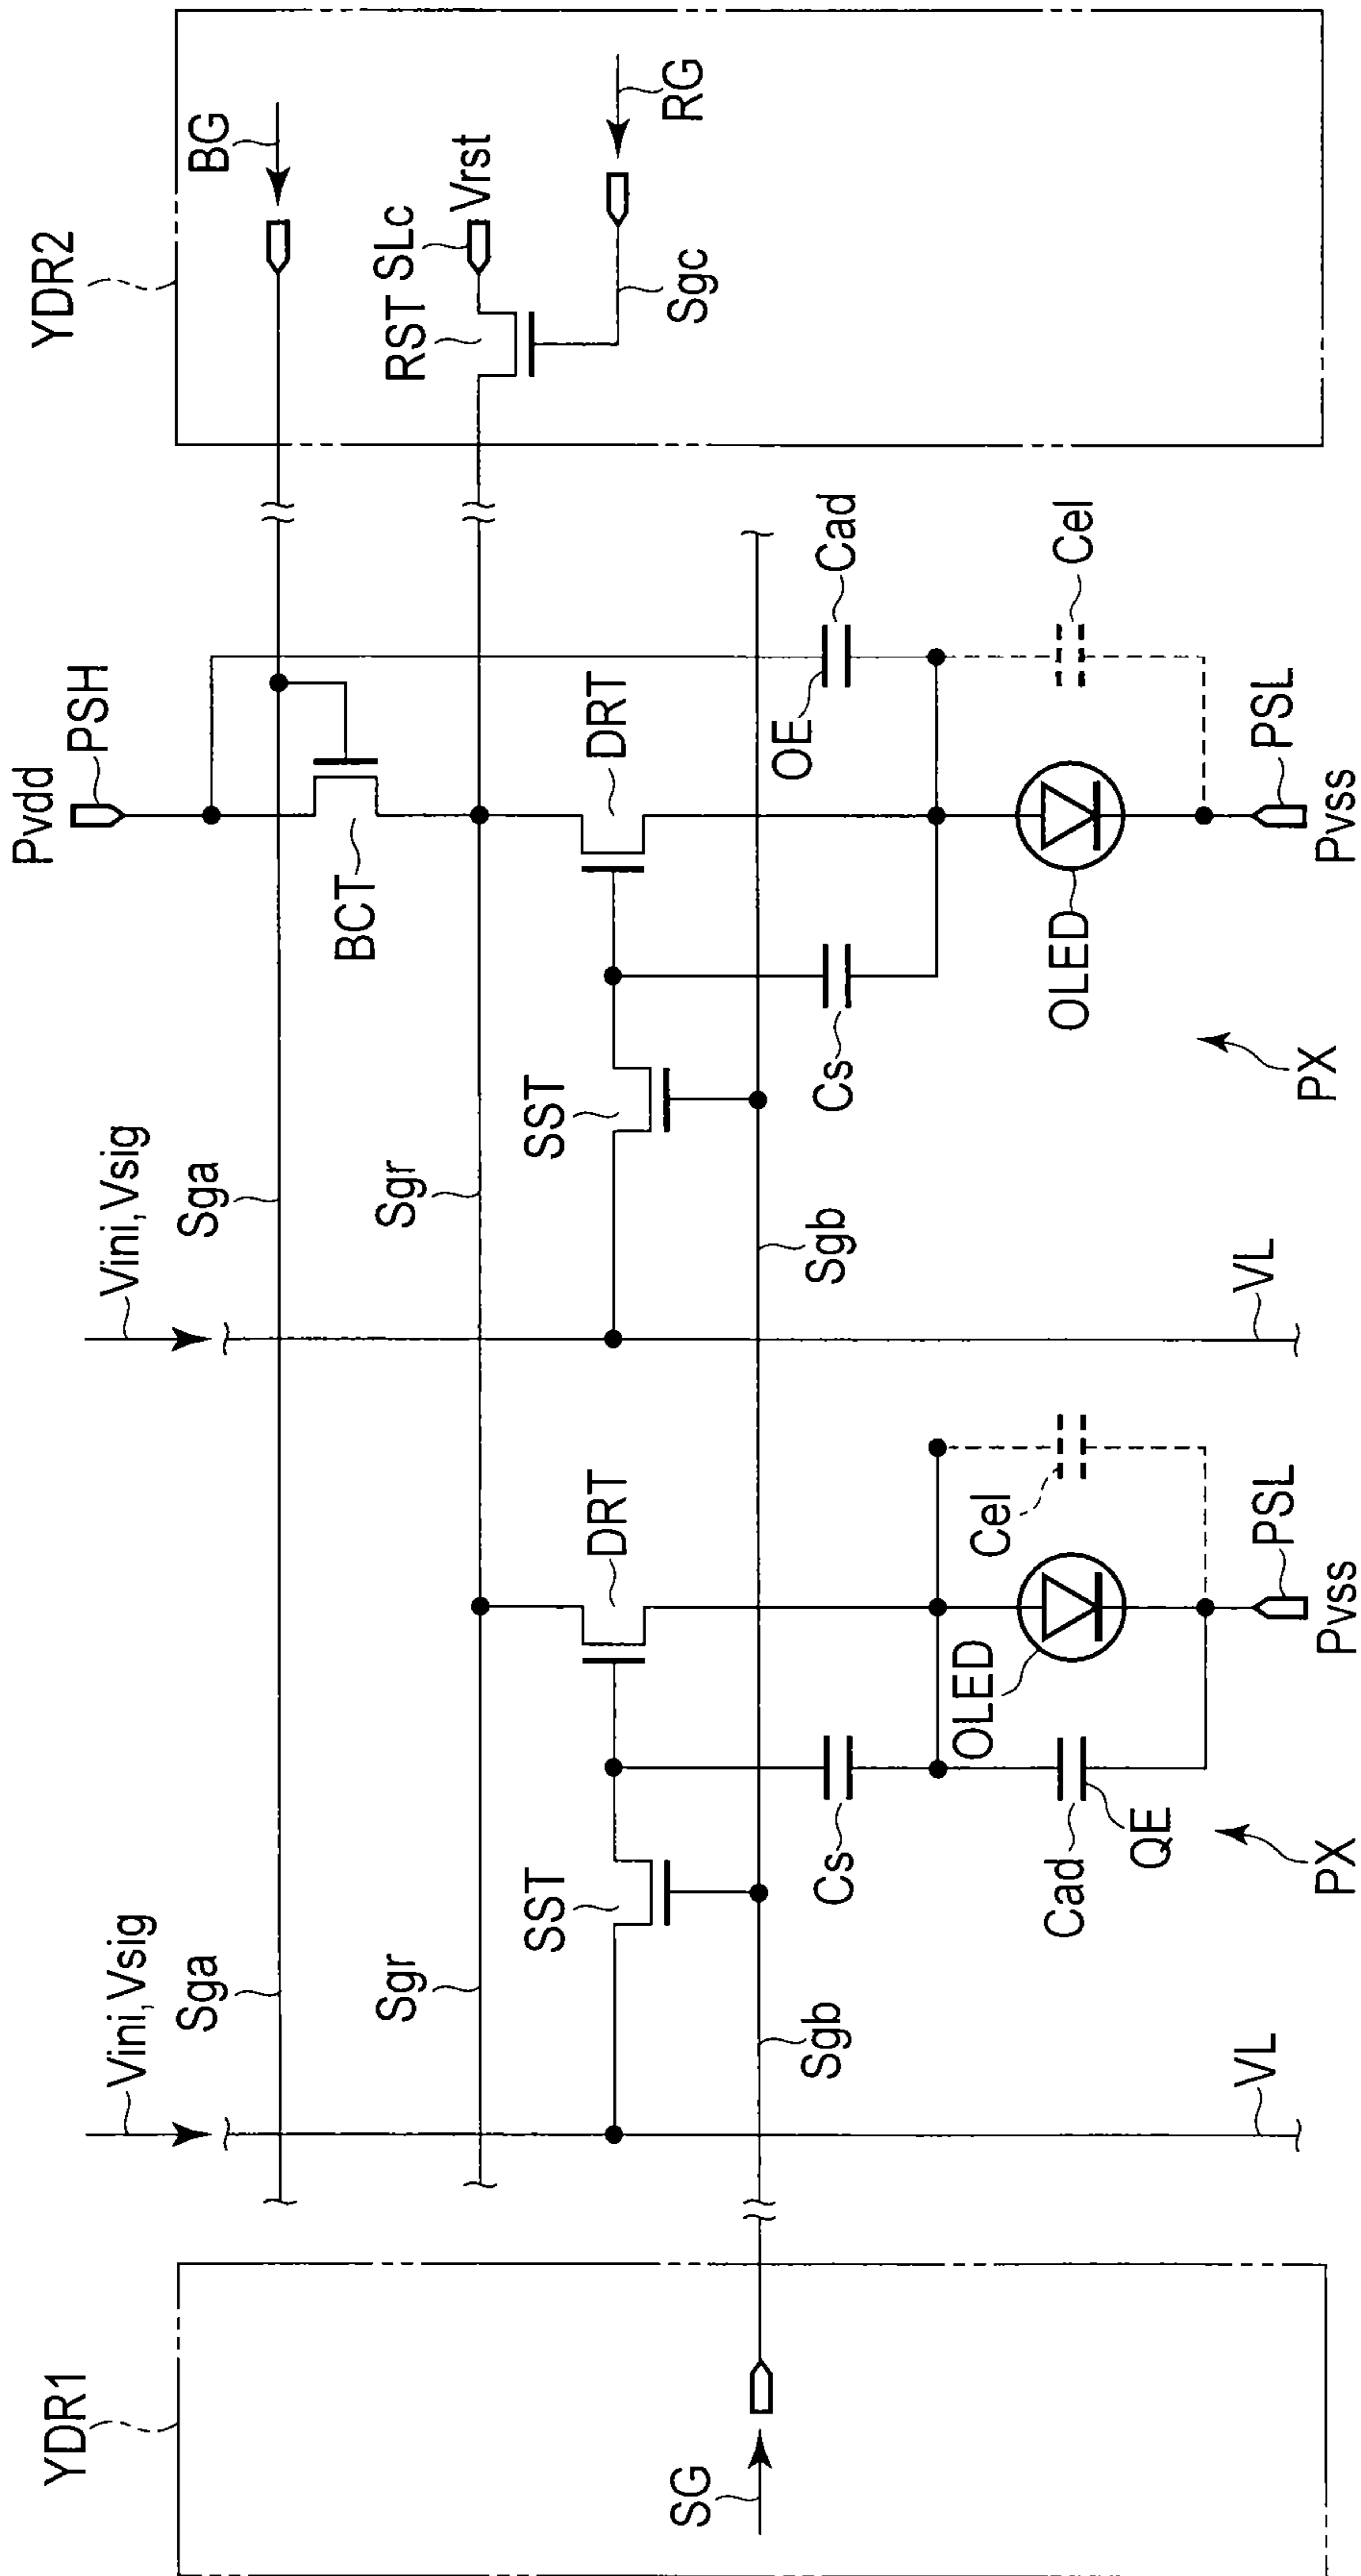 YDR1
SG
Vini,Vsig
Sga
Sgr
SST
DRT
Cs
Sgb
OLED
Cel
Cad
QE
VL
PX
PSL
Pvss
Vini,Vsig
Sga
Sgr
SST
Pvdd
PSH
BCT
DRT
OE
Cad
Cs
Sgb
Cel
OLED
VL
PX
PSL
Pvss
YDR2
BG
SLc
Vrst
RST
RG
Sgc